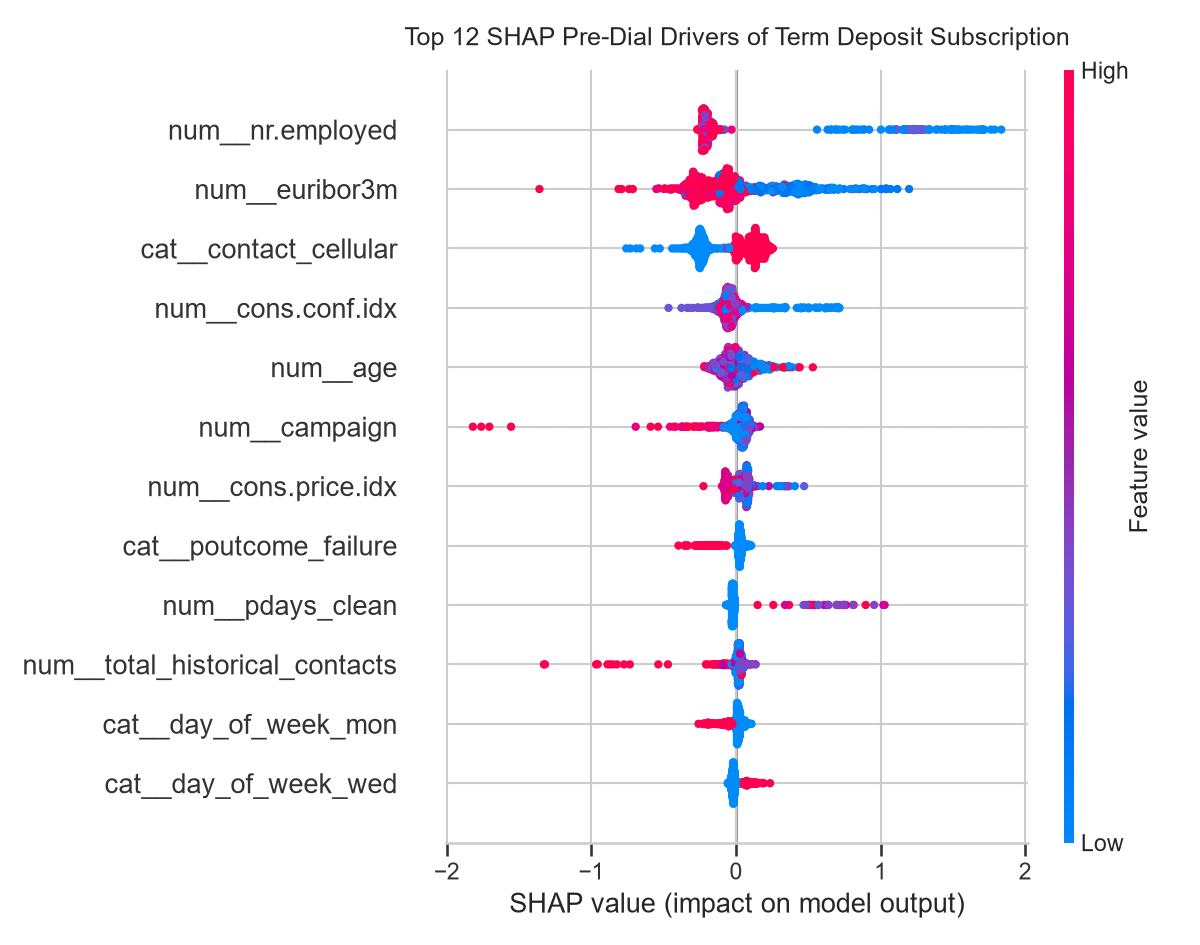 Top 12 SHAP Pre-Dial Drivers of Term Deposit Subscription
High
num__nr.employed
num__euribor3m
cat__contact_cellular
num__cons.conf.idx
num__age
num__campaign
num__cons.price.idx
cat__poutcome_failure
num__pdays_clean
num__total_historical_contacts
cat__day_of_week_mon
cat__day_of_week_wed
Feature value
Low
−2
−1
0
1
2
SHAP value (impact on model output)